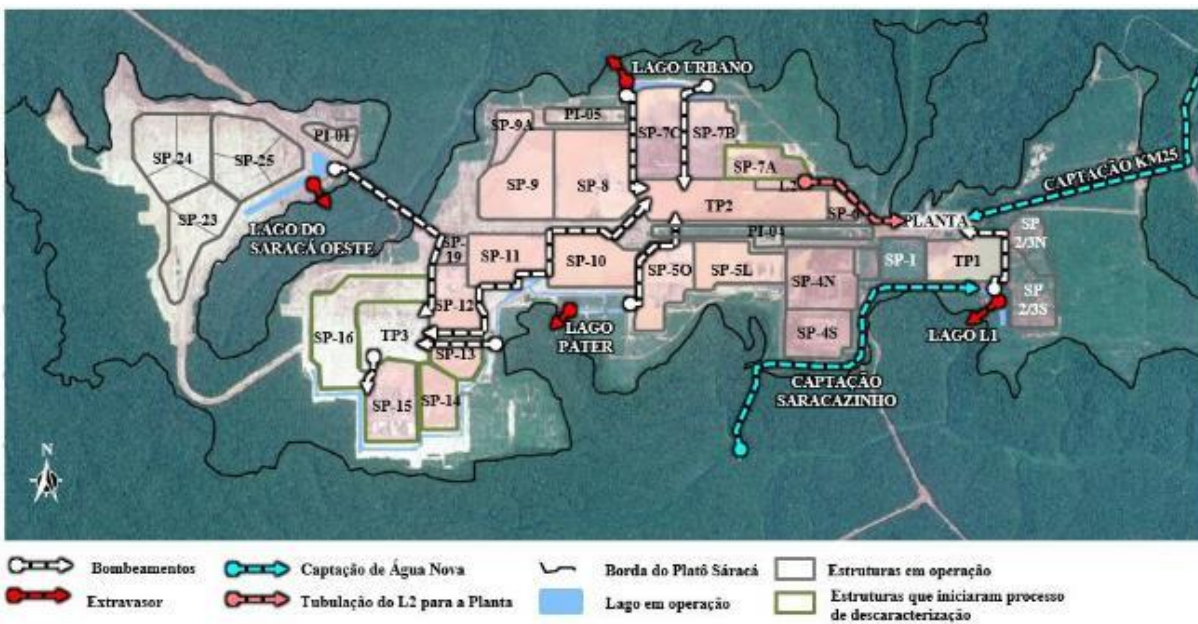 LAGO URBANO
PI-05
SP-9A
SP-7C
SP-7B
PI-01
SP-24
SP-25
SP-7A
CAPTAÇÃO KM25
SP-9
SP-8
L2
TP2
SP-6
PLANTA
SP-23
PI-04
SP
2/3N
LAGO DO
SARACÁ OESTE
SP-
19
SP-11
SP-10
SP-5O
SP-5L
SP-1
TP1
SP-4N
SP
2/3S
SP-12
SP-16
TP3
LAGO
PATER
SP-4S
LAGO L1
SP-13
CAPTAÇÃO
SARACAZINHO
SP-15
SP-14
N
Bombeamentos
Captação de Água Nova
Borda do Platô Sáracá
Estruturas em operação
Extravasor
Tubulação do L2 para a Planta
Lago em operação
Estruturas que iniciaram processo
de descaracterização